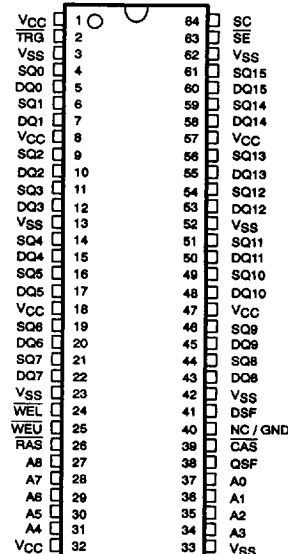 VCC 1 64 SC
TRG 2 63 SE
VSS 3 62 VSS
SQ0 4 61 SQ15
DQ0 5 60 DQ15
SQ1 6 59 SQ14
DQ1 7 58 DQ14
VCC 8 57 VCC
SQ2 9 56 SQ13
DQ2 10 55 DQ13
SQ3 11 54 SQ12
DQ3 12 53 DQ12
VSS 13 52 VSS
SQ4 14 51 SQ11
DQ4 15 50 DQ11
SQ5 16 49 SQ10
DQ5 17 48 DQ10
VCC 18 47 VCC
SQ6 19 46 SQ9
DQ6 20 45 DQ9
SQ7 21 44 SQ8
DQ7 22 43 DQ8
VSS 23 42 VSS
WEL 24 41 DSF
WEU 25 40 NC / GND
RAS 26 39 CAS
A8 27 38 QSF
A7 28 37 A0
A6 29 36 A1
A5 30 35 A2
A4 31 34 A3
VCC 32 33 VSS